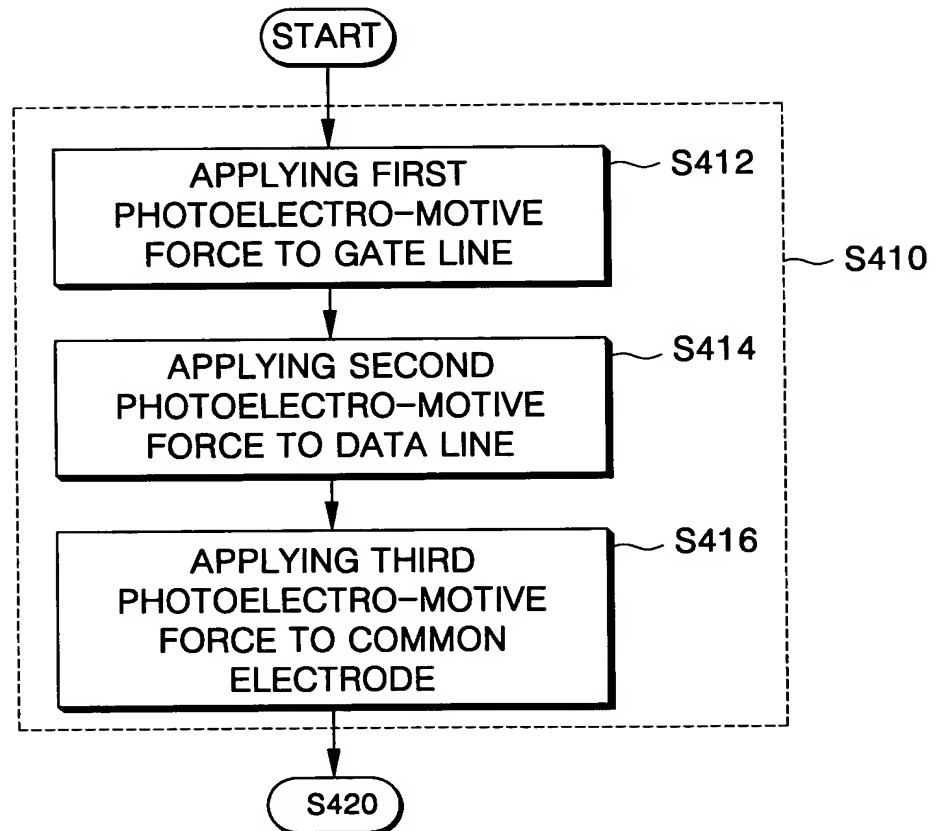 START
APPLYING FIRST
PHOTOELECTRO-MOTIVE
FORCE TO GATE LINE
S412
S410
APPLYING SECOND
PHOTOELECTRO-MOTIVE
FORCE TO DATA LINE
S414
APPLYING THIRD
PHOTOELECTRO-MOTIVE
FORCE TO COMMON
ELECTRODE
S416
S420